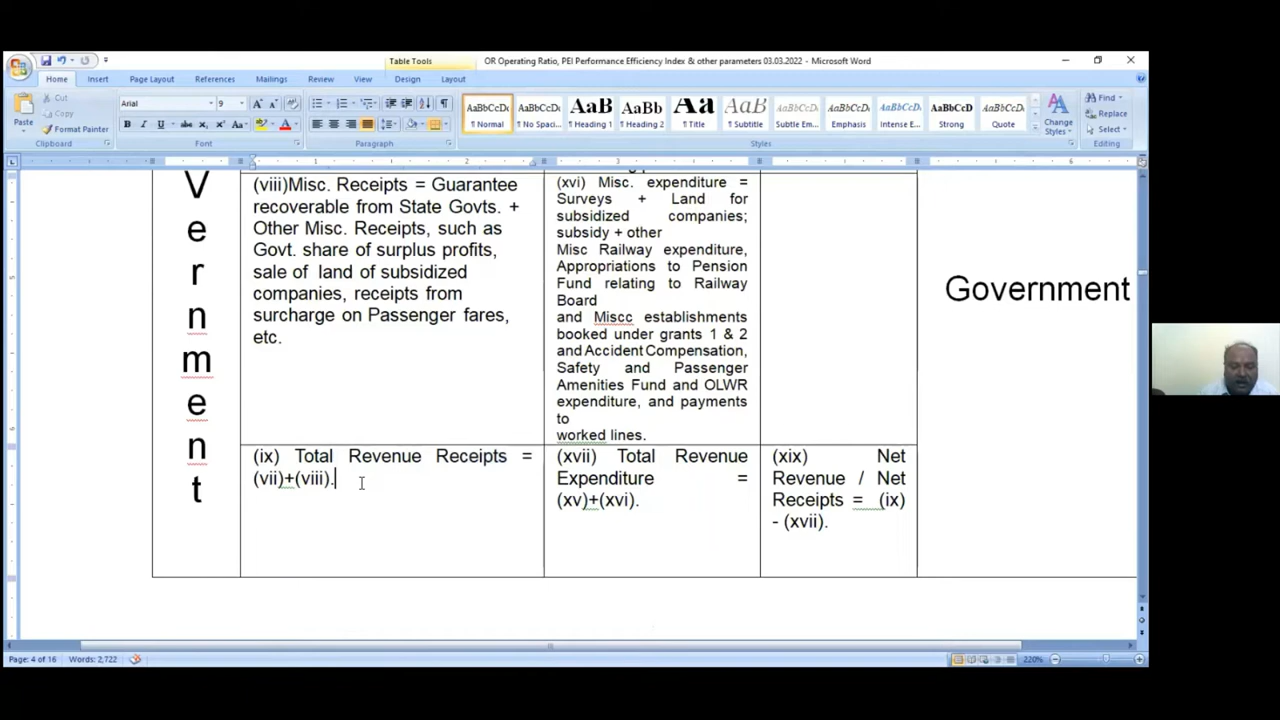 Table Tools
OR Operating Ratio, PEI Performance Efficiency Index & other parameters 03.03.2022 - Microsoft Word
Home Insert Page Layout References Mailings Review View Design Layout
Cut
Copy
Format Painter
Paste
Arial 9
AaBbCcDc AaBbCcDc AaBbC AaBbCc AaB AaBbCc AaBbCcDc AaBbCcDc AaBbCcDc AaBbCcD AaBbCcDc
¶ Normal ¶ No Spaci... ¶ Heading 1 ¶ Heading 2 ¶ Title ¶ Subtitle Subtle Em... Emphasis Intense E... Strong Quote
Change
Styles
Find
Replace
Select
Clipboard Font Paragraph Styles Editing
V
e
r
n
m
e
n
t
(viii)Misc. Receipts = Guarantee
recoverable from State Govts. +
Other Misc. Receipts, such as
Govt. share of surplus profits,
sale of land of subsidized
companies, receipts from
surcharge on Passenger fares,
etc.
(xvi) Misc. expenditure =
Surveys + Land for
subsidized companies;
subsidy + other
Misc Railway expenditure,
Appropriations to Pension
Fund relating to Railway
Board
and Miscc establishments
booked under grants 1 & 2
and Accident Compensation,
Safety and Passenger
Amenities Fund and OLWR
expenditure, and payments
to
worked lines.
Government
(ix) Total Revenue Receipts =
(vii)+(viii).
(xvii) Total Revenue
Expenditure =
(xv)+(xvi).
(xix) Net
Revenue / Net
Receipts = (ix)
- (xvii).
Page: 4 of 16 Words: 2,722 220%